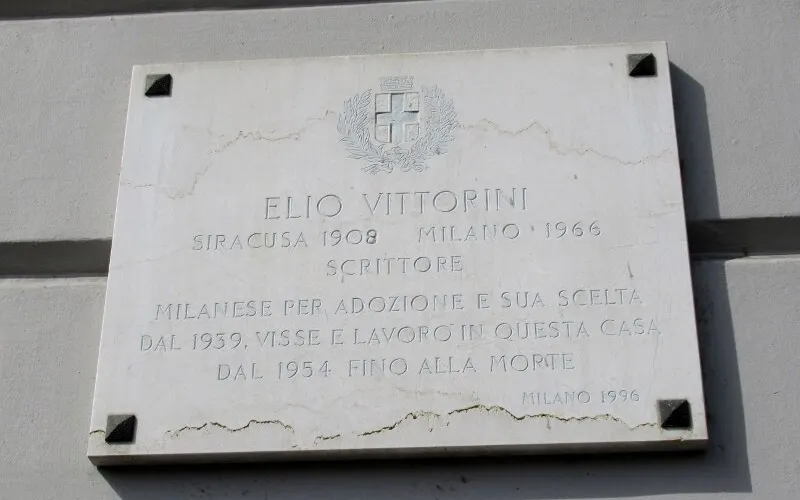 ELIO VITTORINI
SIRACUSA 1908 MILANO 1966
SCRITTORE
MILANESE PER ADOZIONE E SUA SCELTA
DAL 1939, VISSE E LAVORÒ IN QUESTA CASA
DAL 1954 FINO ALLA MORTE
MILANO 1996